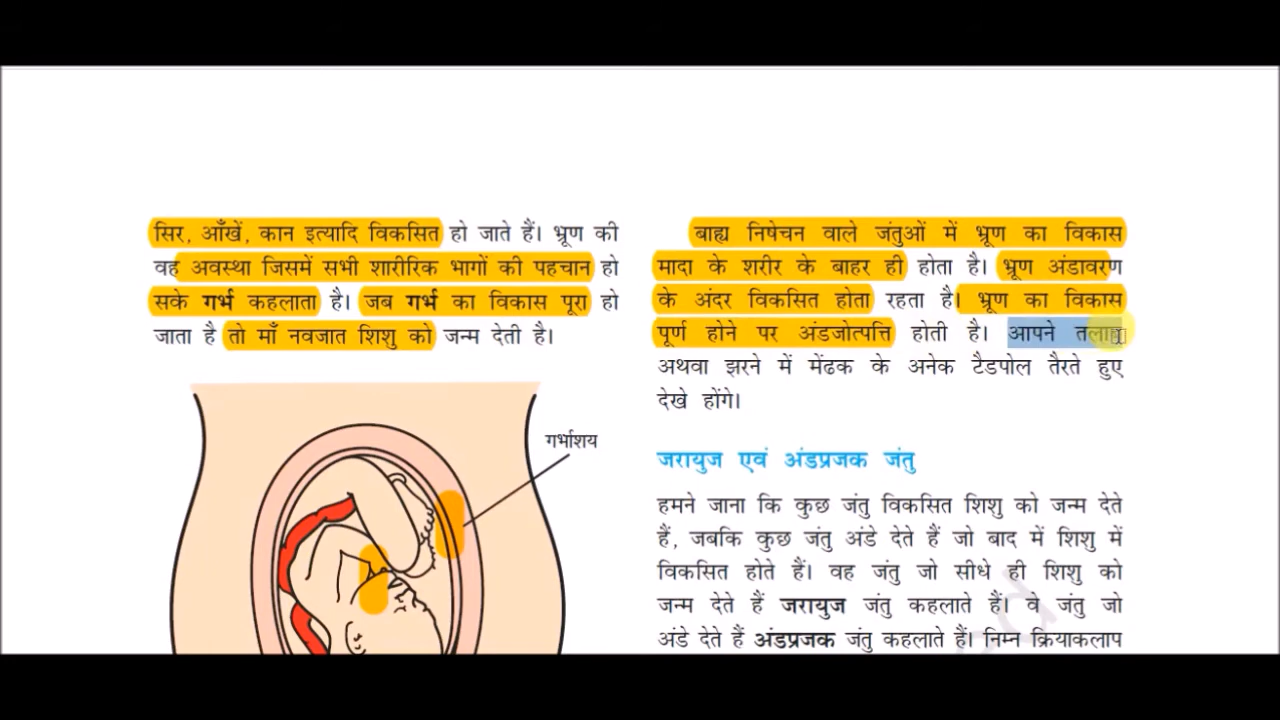 सिर, आँखें, कान इत्यादि विकसित हो जाते हैं। भ्रूण की
वह अवस्था जिसमें सभी शारीरिक भागों की पहचान हो
सके गर्भ कहलाता है। जब गर्भ का विकास पूरा हो
जाता है तो माँ नवजात शिशु को जन्म देती है।
गर्भाशय
बाह्य निषेचन वाले जंतुओं में भ्रूण का विकास
मादा के शरीर के बाहर ही होता है। भ्रूण अंडावरण
के अंदर विकसित होता रहता है। भ्रूण का विकास
पूर्ण होने पर अंडजोत्पत्ति होती है। आपने
अथवा झरने में मेंढक के अनेक टैडपोल तैरते हुए
देखे होंगे।
जरायुज एवं अंडप्रजक जंतु
हमने जाना कि कुछ जंतु विकसित शिशु को जन्म देते
हैं, जबकि कुछ जंतु अंडे देते हैं जो बाद में शिशु में
विकसित होते हैं। वह जंतु जो सीधे ही शिशु को
जन्म देते हैं जरायुज जंतु कहलाते हैं। वे जंतु जो
अंडे देते हैं अंडप्रजक जंतु कहलाते हैं। निम्न क्रियाकलाप